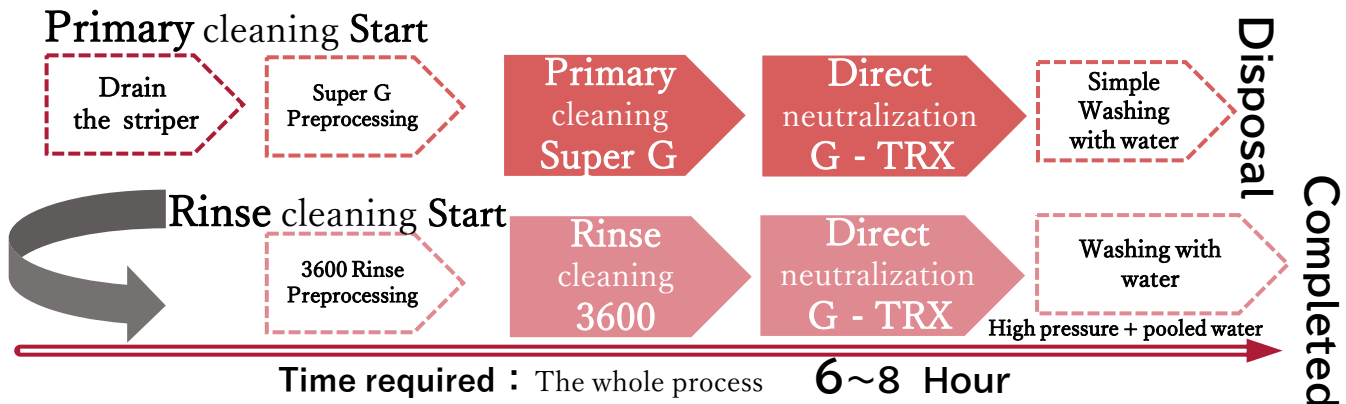 Primary cleaning Start
Drain
the striper
Super G
Preprocessing
Primary
cleaning
Super G
Direct
neutralization
G - TRX
Simple
Washing
with water
Disposal
Rinse cleaning Start
3600 Rinse
Preprocessing
Rinse
cleaning
3600
Direct
neutralization
G - TRX
Washing with
water
High pressure + pooled water
Completed
Time required : The whole process 6~8 Hour